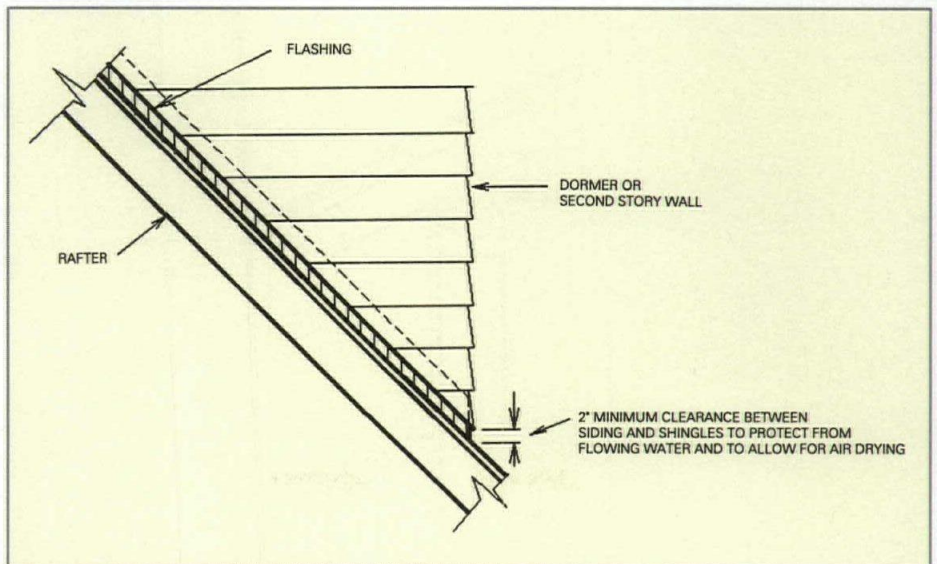 FLASHING
DORMER OR
SECOND STORY WALL
RAFTER
2" MINIMUM CLEARANCE BETWEEN
SIDING AND SHINGLES TO PROTECT FROM
FLOWING WATER AND TO ALLOW FOR AIR DRYING